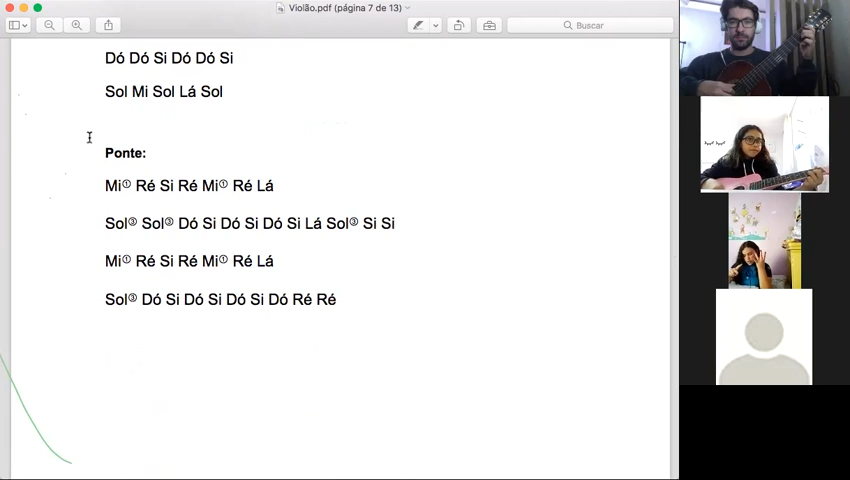 Violão.pdf (página 7 de 13)
Buscar
Dó Dó Si Dó Dó Si
Sol Mi Sol Lá Sol
Ponte:
Mi① Ré Si Ré Mi① Ré Lá
Sol③ Sol③ Dó Si Dó Si Dó Si Lá Sol③ Si Si
Mi① Ré Si Ré Mi① Ré Lá
Sol③ Dó Si Dó Si Dó Si Dó Ré Ré